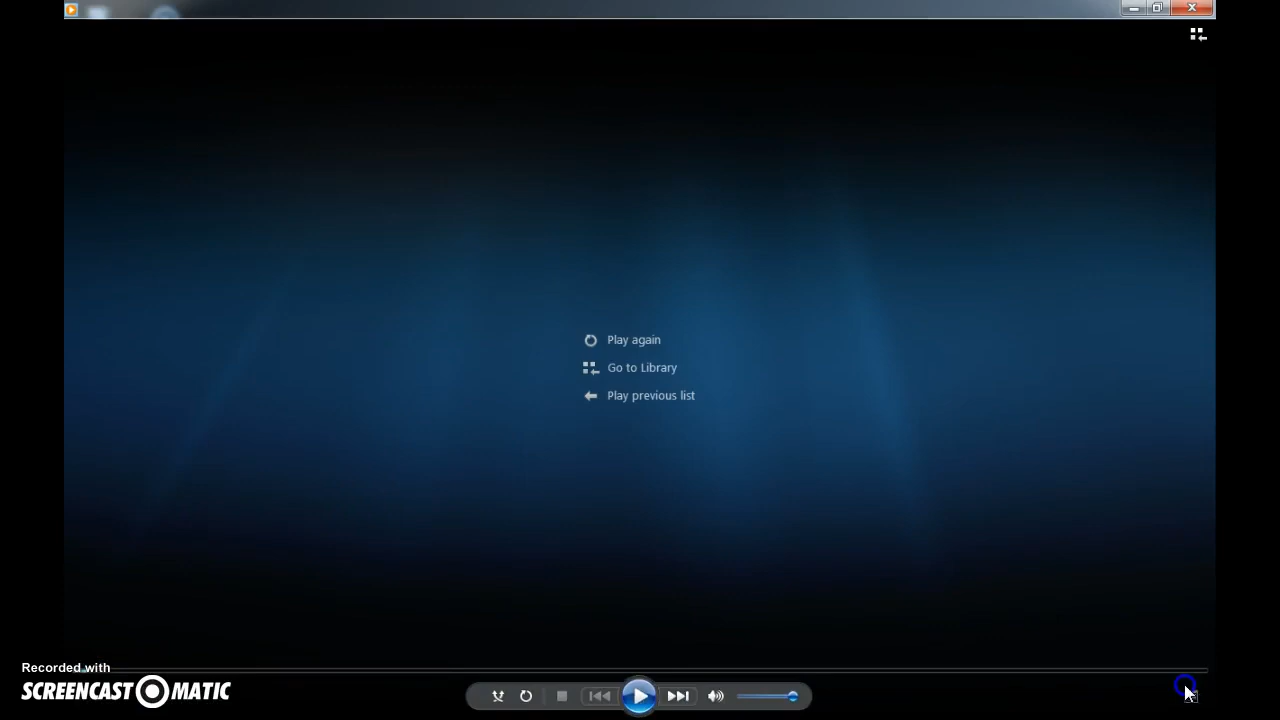 Play again
Go to Library
Play previous list
Recorded with
SCREENCAST MATIC